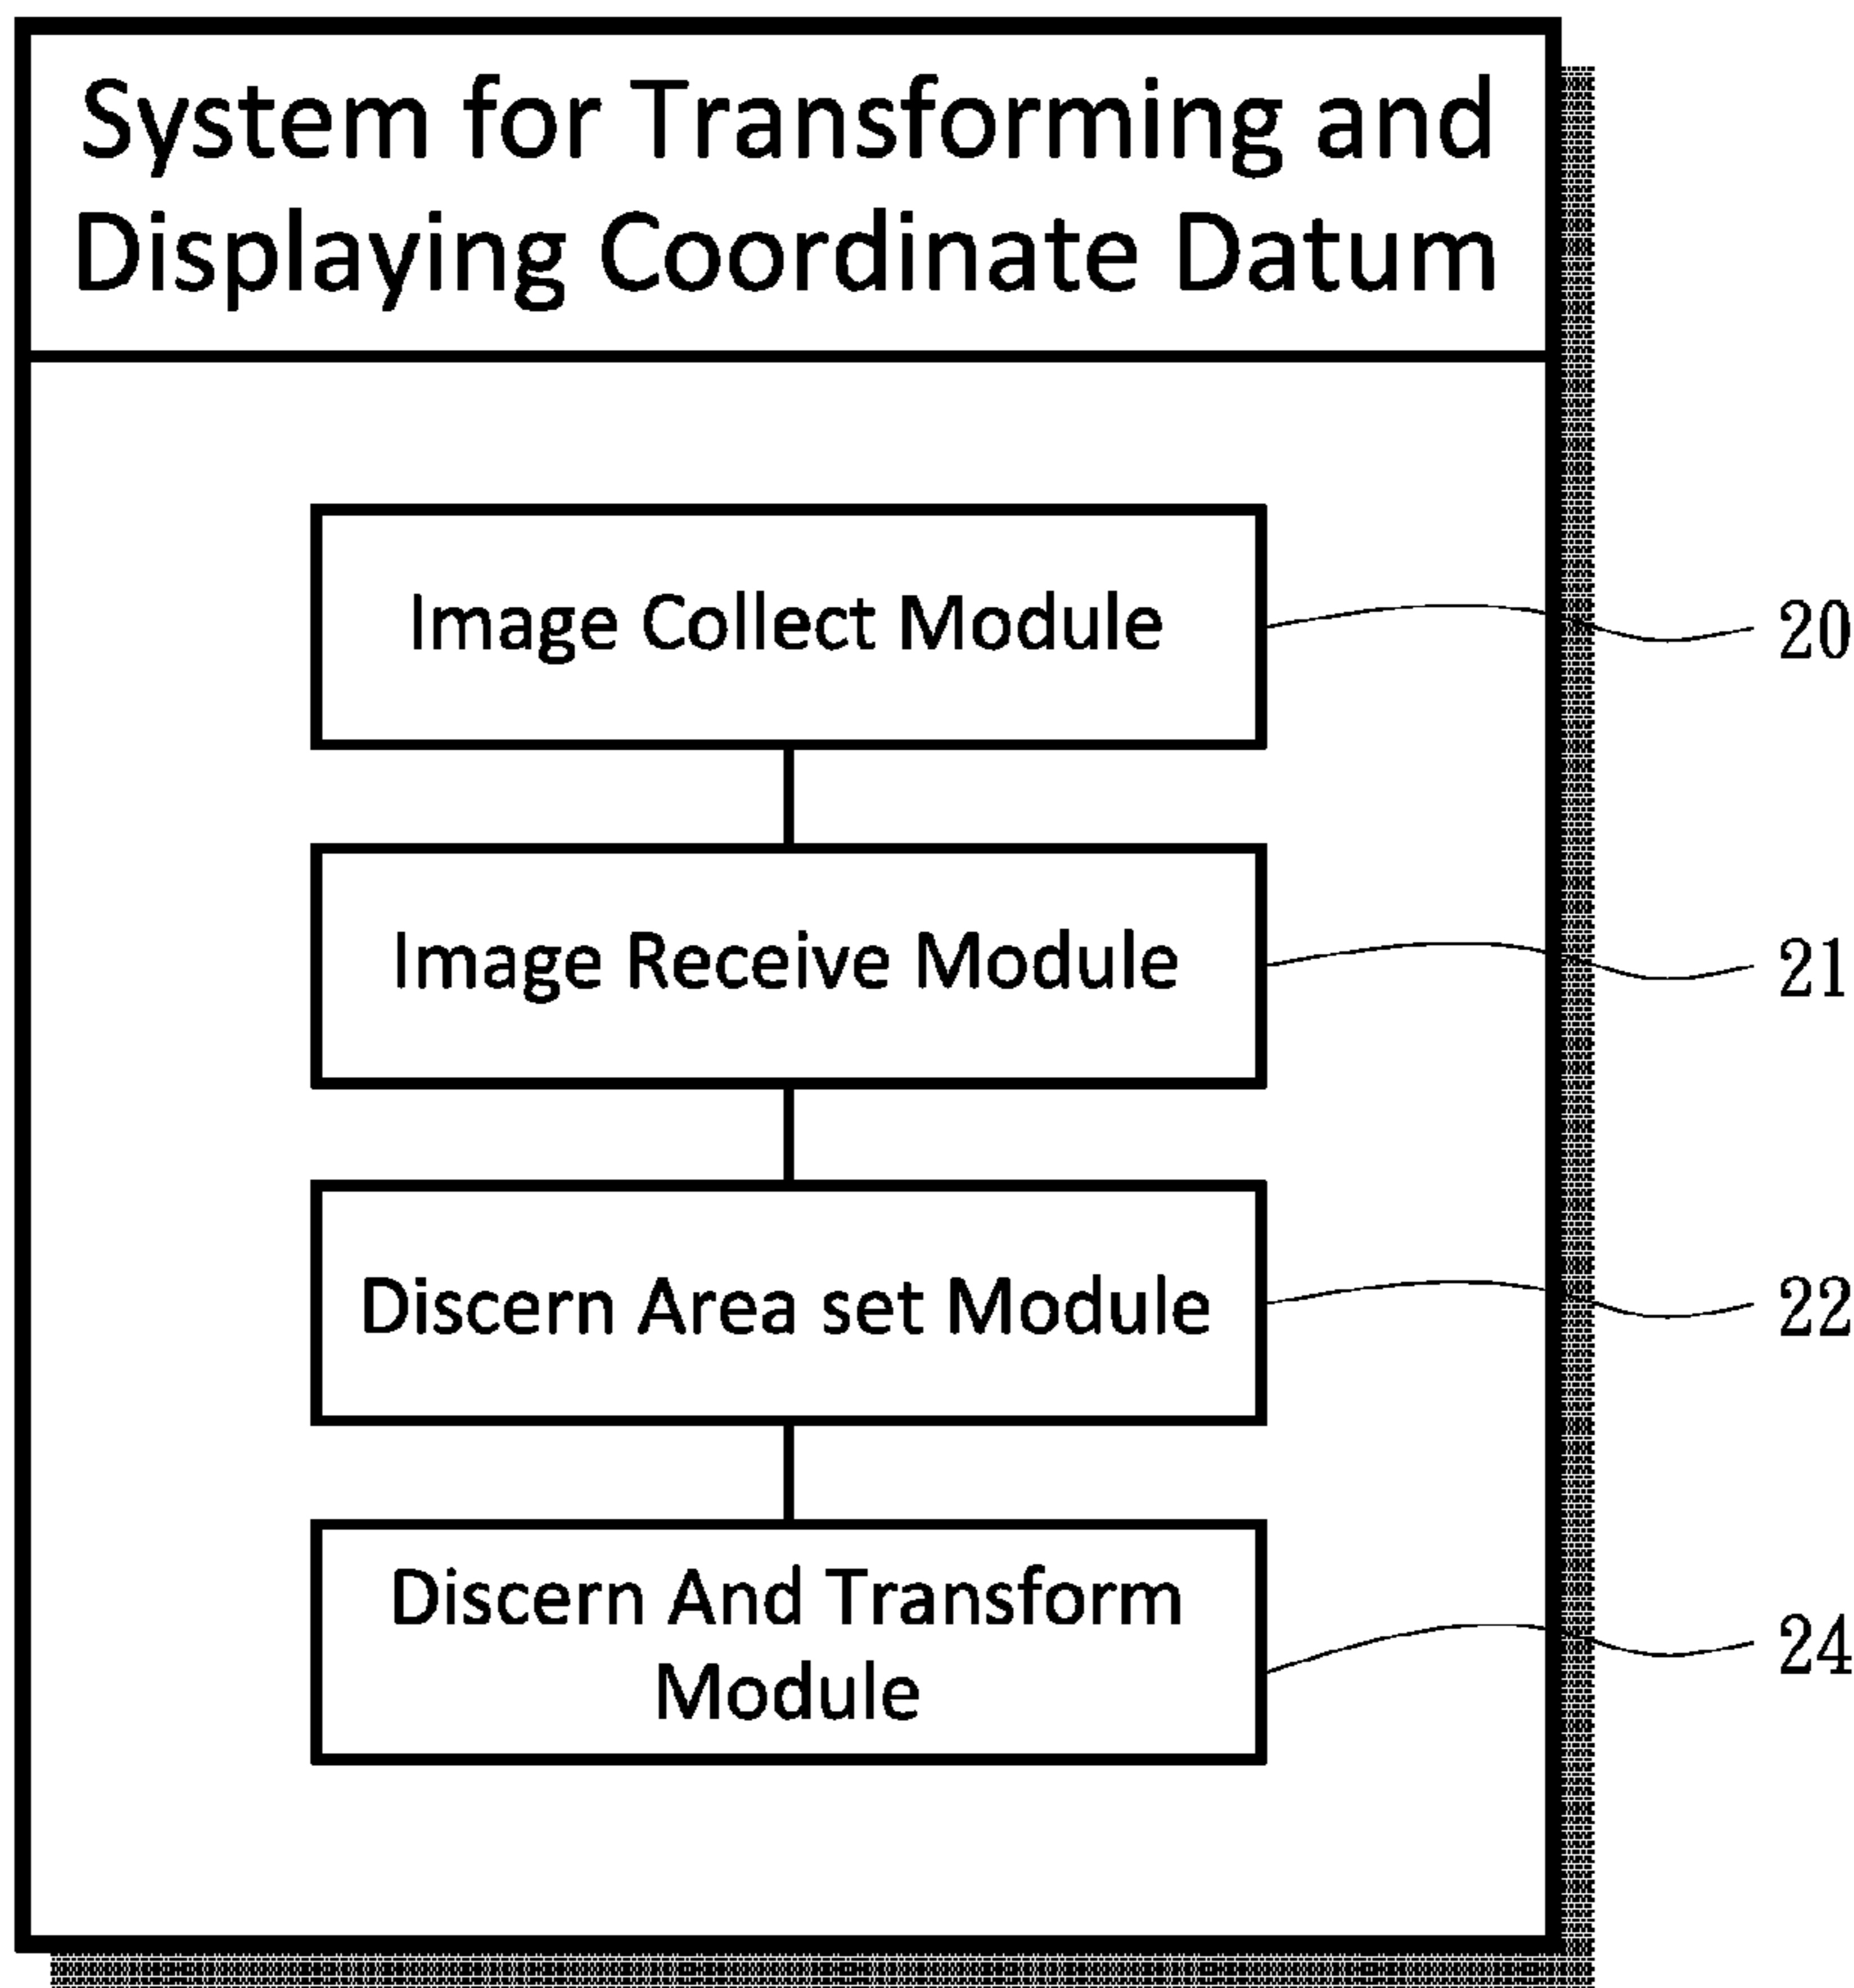 System for Transforming and
Displaying Coordinate Datum
Image Collect Module
20
Image Receive Module
21
Discern Area set Module
22
Discern And Transform
Module
24